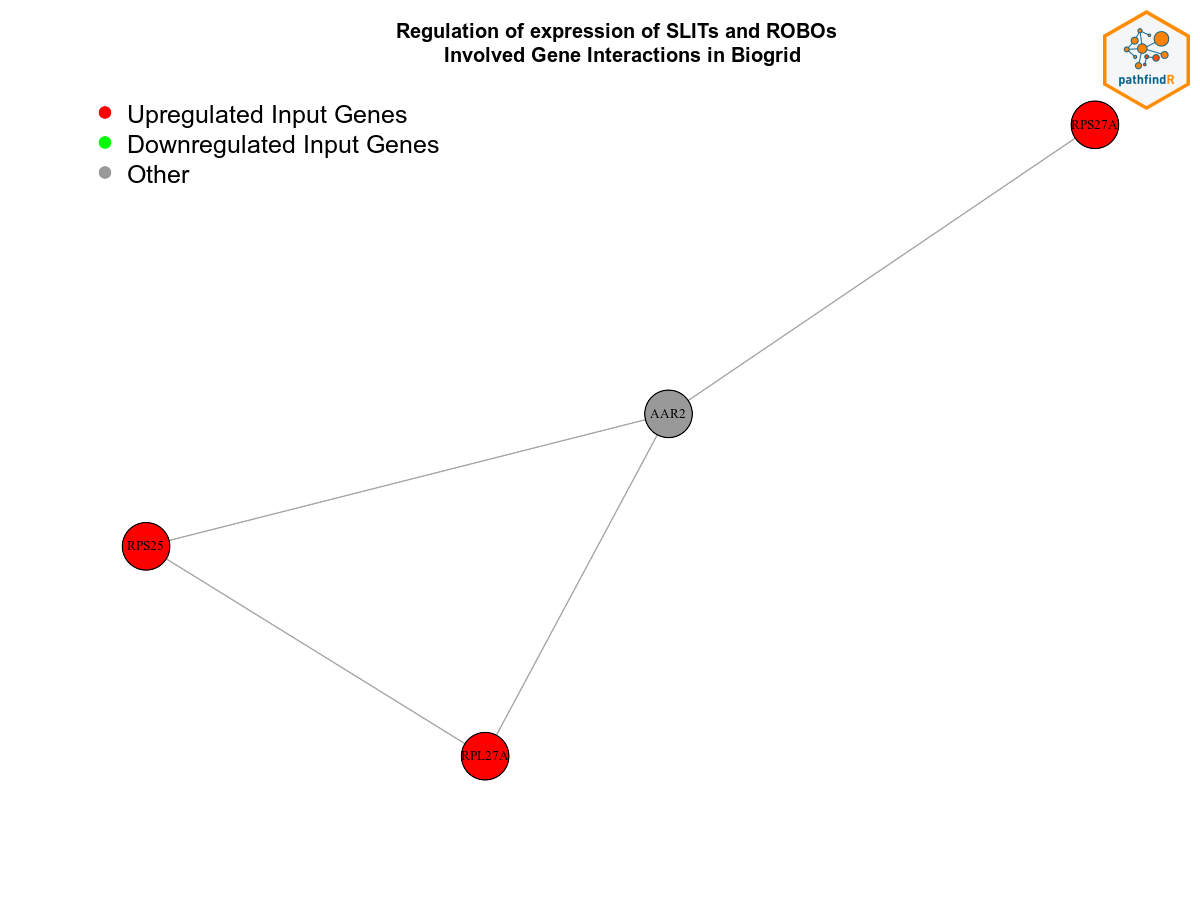 Regulation of expression of SLITs and ROBOs
Involved Gene Interactions in Biogrid
pathfindR
Upregulated Input Genes
Downregulated Input Genes
Other
RPS27A
AAR2
RPS25
RPL27A